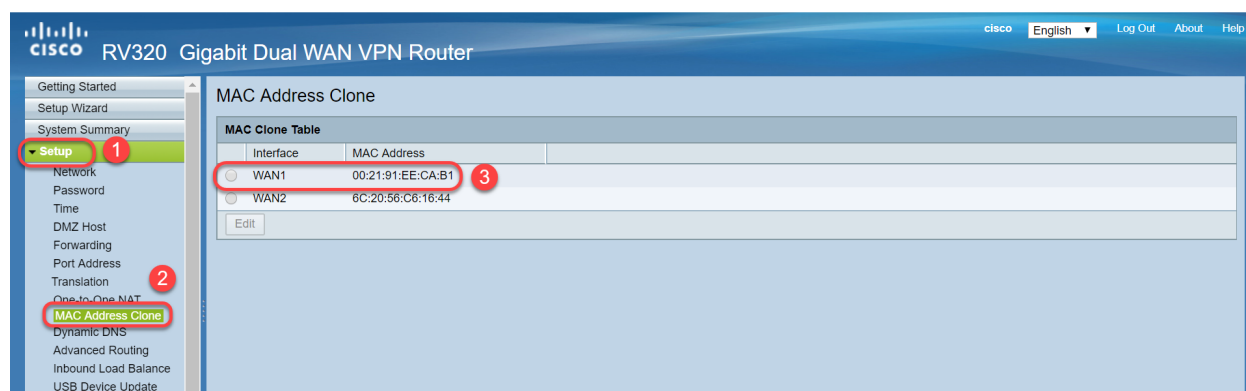 cisco RV320 Gigabit Dual WAN VPN Router
cisco English Log Out About Help
Getting Started
Setup Wizard
System Summary
Setup 1
Network
Password
Time
DMZ Host
Forwarding
Port Address
Translation 2
One-to-One NAT
MAC Address Clone
Dynamic DNS
Advanced Routing
Inbound Load Balance
USB Device Update
MAC Address Clone
MAC Clone Table
Interface MAC Address
WAN1 00:21:91:EE:CA:B1 3
WAN2 6C:20:56:C6:16:44
Edit